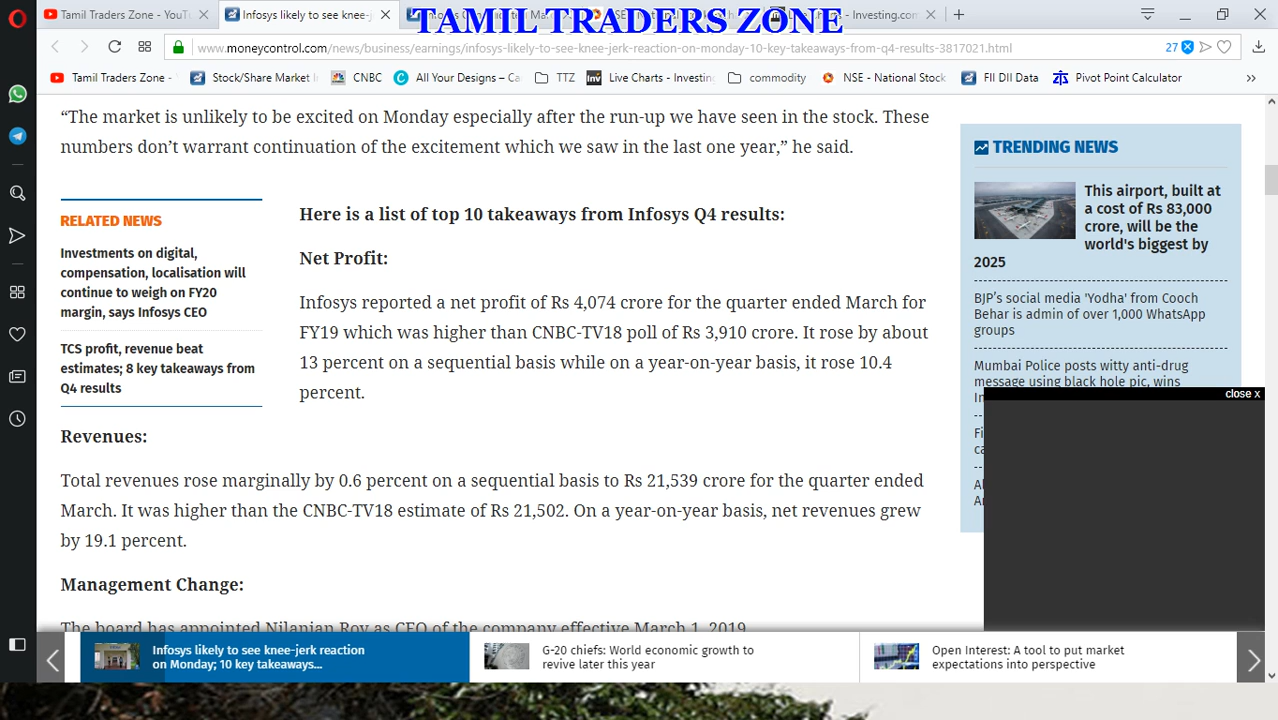 Tamil Traders Zone - YouT
Infosys likely to see knee-j
TAMIL TRADERS ZONE
Investing.com
www.moneycontrol.com/news/business/earnings/infosys-likely-to-see-knee-jerk-reaction-on-monday-10-key-takeaways-from-q4-results-3817021.html
27
Tamil Traders Zone -
Stock/Share Market I
CNBC
All Your Designes – Ca
TTZ
Inv
Live Charts - Investin
commodity
NSE - National Stock
FII DII Data
Pivot Point Calculator
“The market is unlikely to be excited on Monday especially after the run-up we have seen in the stock. These
numbers don’t warrant continuation of the excitement which we saw in the last one year,” he said.
RELATED NEWS
Investments on digital,
compensation, localisation will
continue to weigh on FY20
margin, says Infosys CEO
TCS profit, revenue beat
estimates; 8 key takeaways from
Q4 results
Here is a list of top 10 takeaways from Infosys Q4 results:
Net Profit:
Infosys reported a net profit of Rs 4,074 crore for the quarter ended March for
FY19 which was higher than CNBC-TV18 poll of Rs 3,910 crore. It rose by about
13 percent on a sequential basis while on a year-on-year basis, it rose 10.4
percent.
Revenues:
Total revenues rose marginally by 0.6 percent on a sequential basis to Rs 21,539 crore for the quarter ended
March. It was higher than the CNBC-TV18 estimate of Rs 21,502. On a year-on-year basis, net revenues grew
by 19.1 percent.
Management Change:
The board has appointed Nilanjan Roy as CFO of the company effective March 1, 2019
TRENDING NEWS
This airport, built at
a cost of Rs 83,000
crore, will be the
world's biggest by
2025
BJP’s social media 'Yodha' from Cooch
Behar is admin of over 1,000 WhatsApp
groups
Mumbai Police posts witty anti-drug
message using black hole pic, wins
close x
Infosys likely to see knee-jerk reaction
on Monday; 10 key takeaways...
G-20 chiefs: World economic growth to
revive later this year
Open Interest: A tool to put market
expectations into perspective